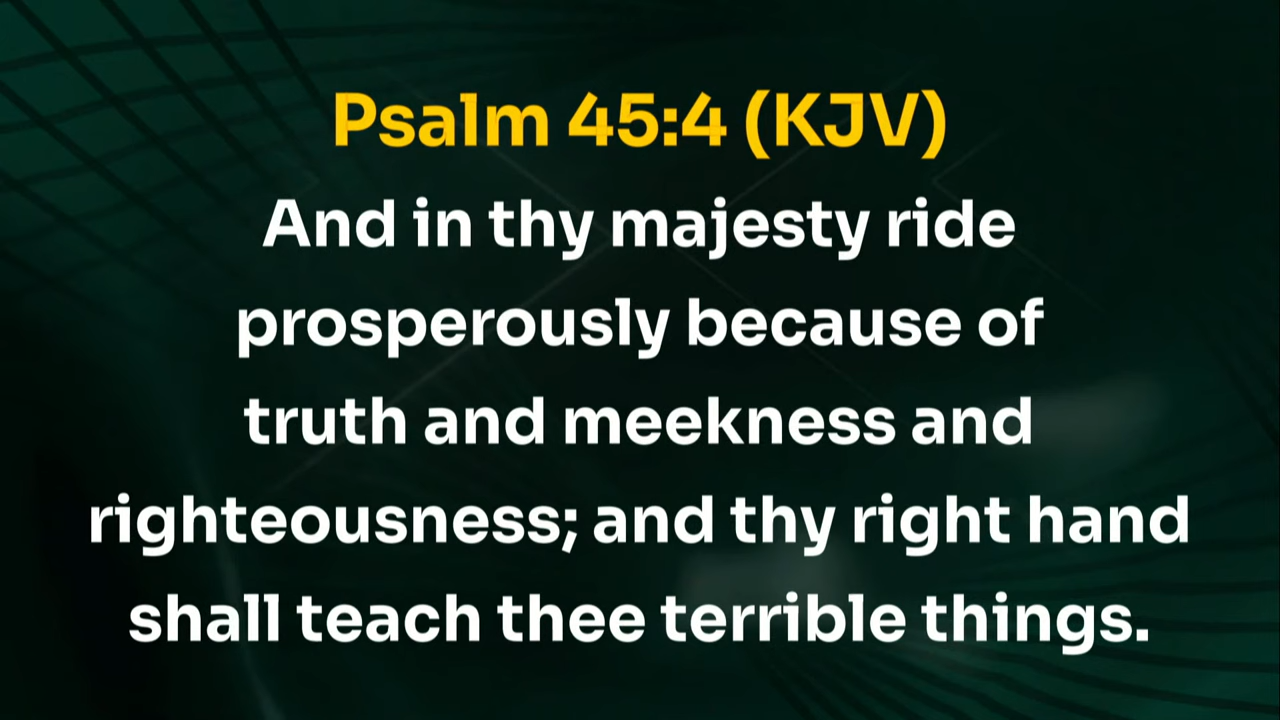 Psalm 45:4 (KJV)
And in thy majesty ride
prosperously because of
truth and meekness and
righteousness; and thy right hand
shall teach thee terrible things.